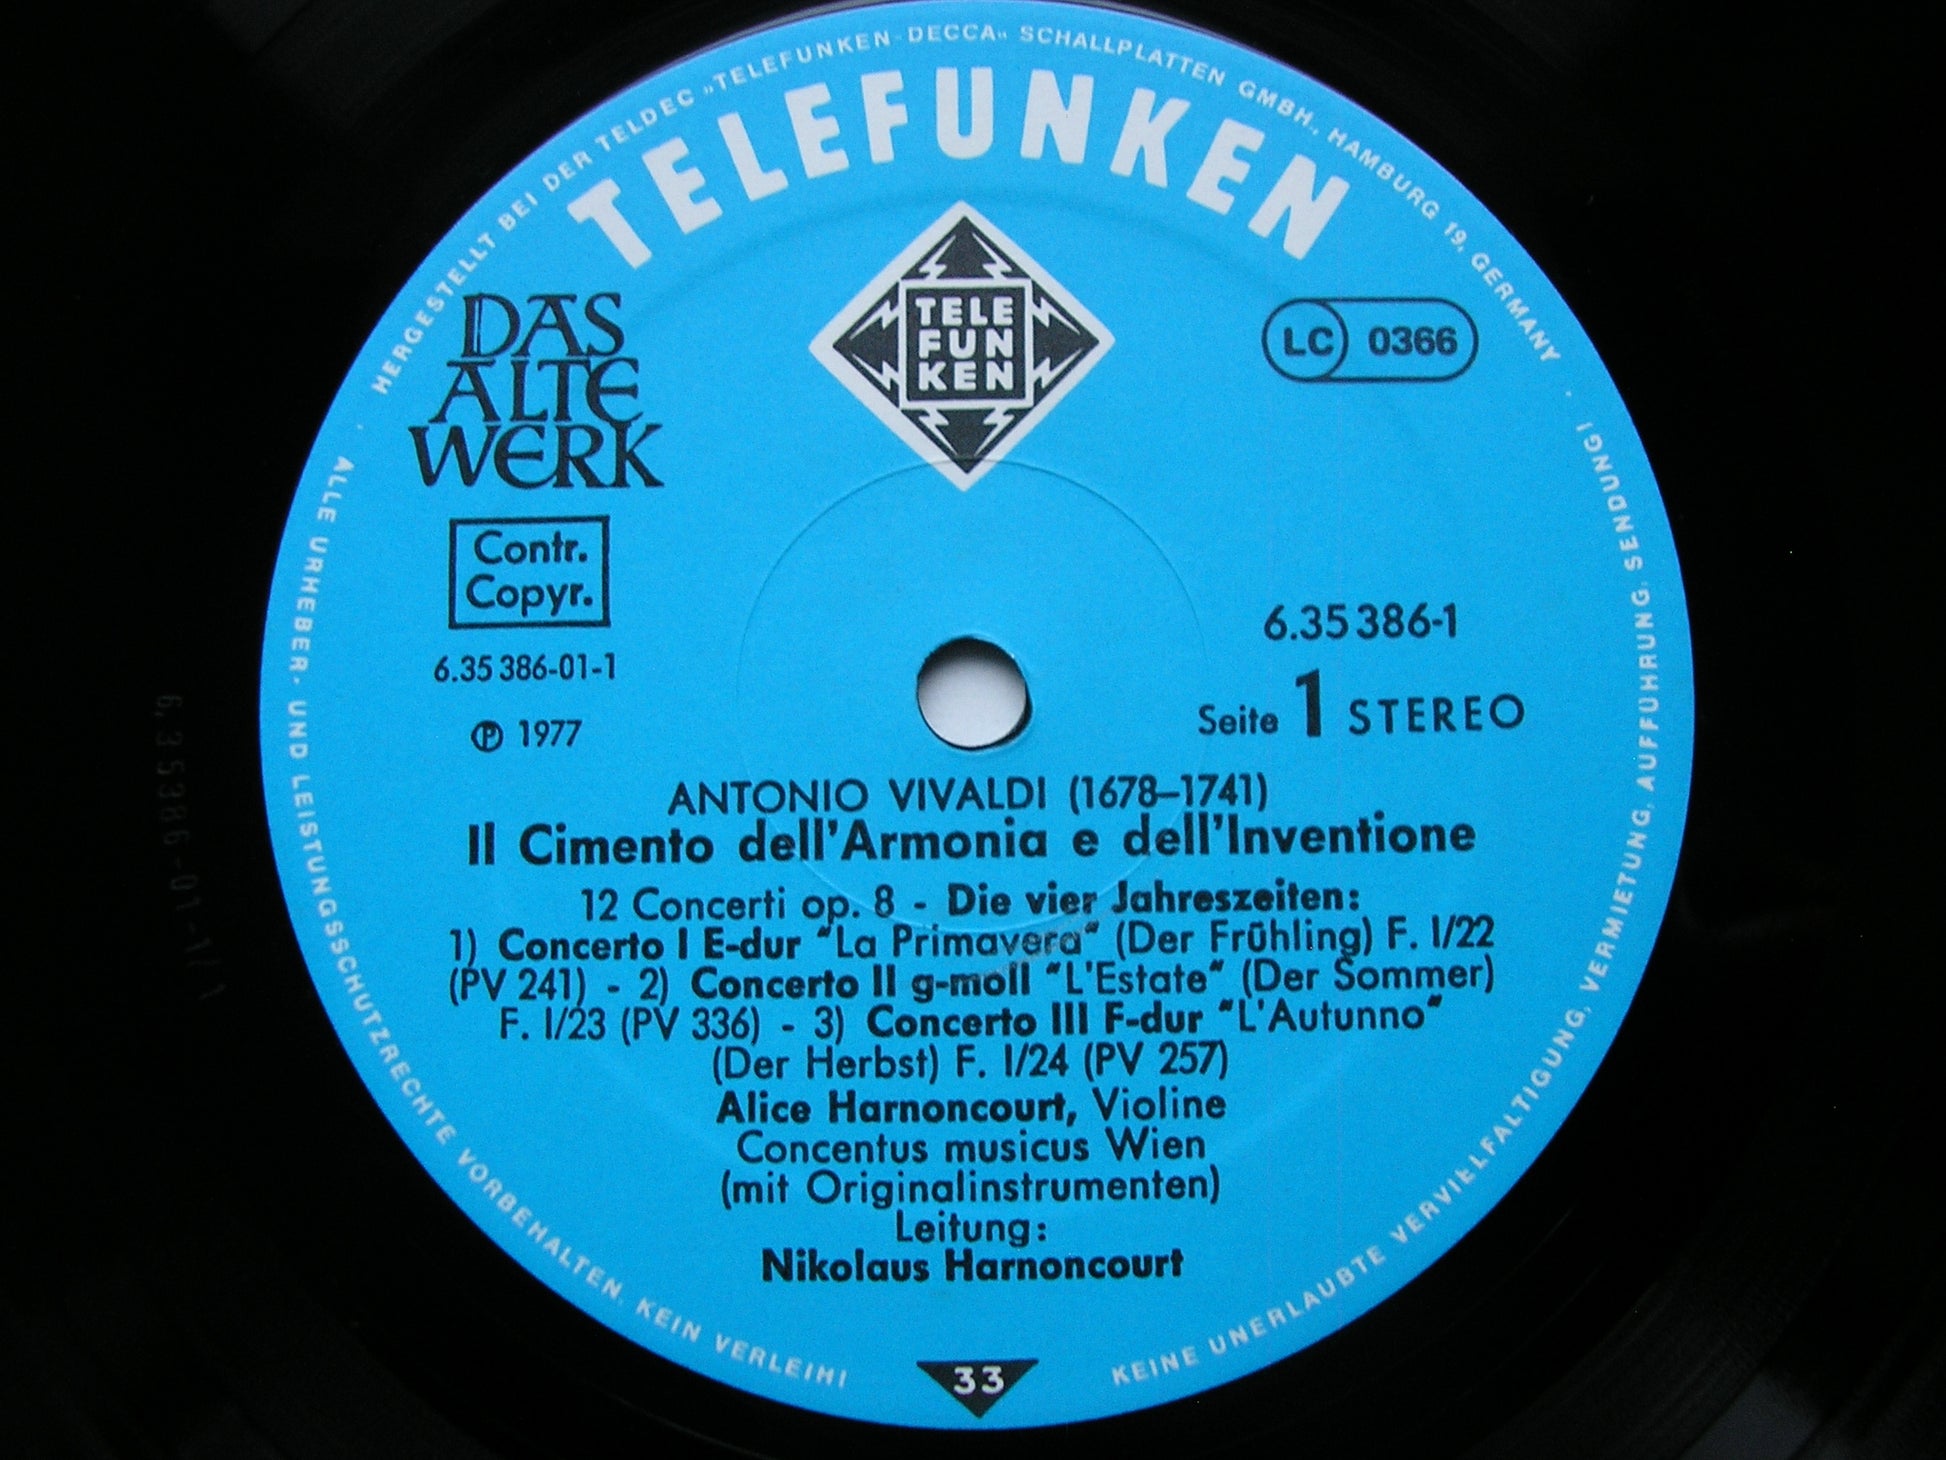 HERGESTELLT BEI DER TELDEC »TELEFUNKEN-DECCA« SCHALLPLATTEN GMBH., HAMBURG 19, GERMANY ·
TELEFUNKEN
TELE
FUN
KEN
DAS
ALTE
WERK
LC 0366
Contr.
Copyr.
6.35 386-01-1
Ⓟ 1977
6.35 386-1
Seite 1 STEREO
ANTONIO VIVALDI (1678–1741)
Il Cimento dell'Armonia e dell'Inventione
12 Concerti op. 8 - Die vier Jahreszeiten:
1) Concerto I E-dur "La Primavera" (Der Frühling) F. I/22
(PV 241) - 2) Concerto II g-moll "L'Estate" (Der Sommer)
F. I/23 (PV 336) - 3) Concerto III F-dur "L'Autunno"
(Der Herbst) F. I/24 (PV 257)
Alice Harnoncourt, Violine
Concentus musicus Wien
(mit Originalinstrumenten)
Leitung:
Nikolaus Harnoncourt
33
ALLE URHEBER- UND LEISTUNGSSCHUTZRECHTE VORBEHALTEN. KEIN VERLEIH!
KEINE UNERLAUBTE VERVIELFÄLTIGUNG, VERMIETUNG, AUFFÜHRUNG, SENDUNG!
6.35386-01-1/1